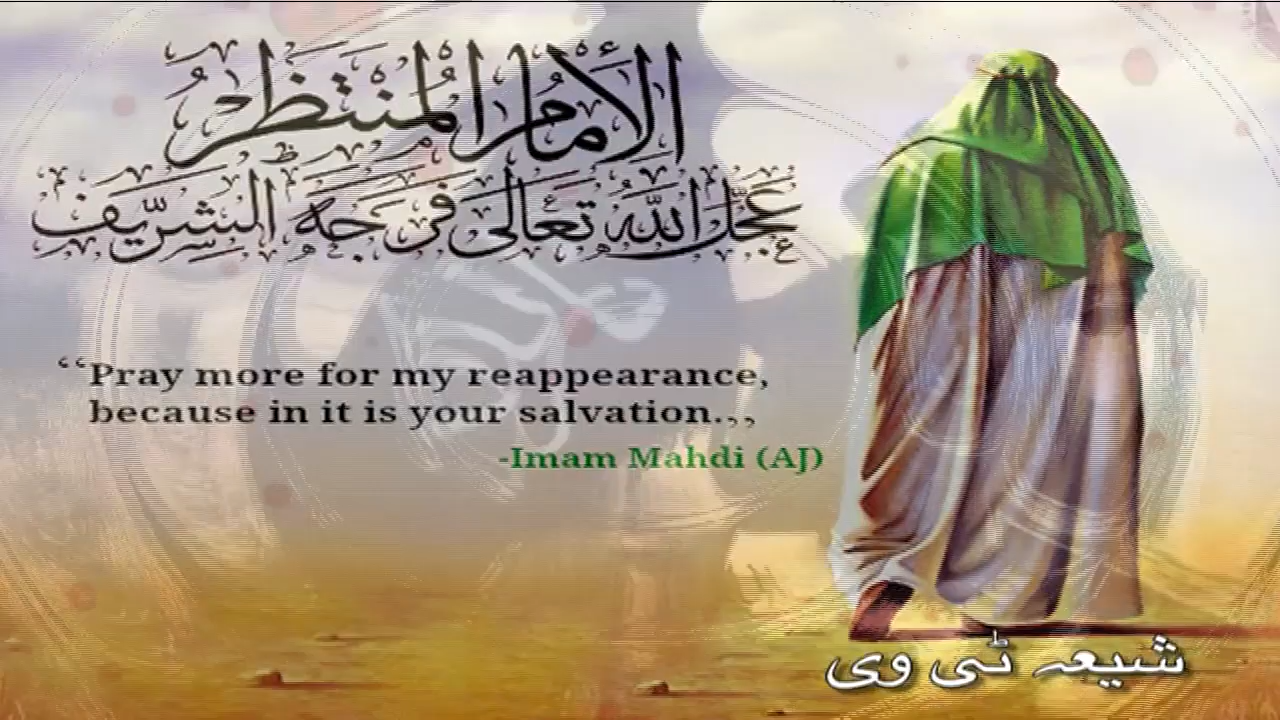 الإمام المنتظر
عجل الله تعالى فرجه الشريف
“Pray more for my reappearance,
because in it is your salvation.,,
-Imam Mahdi (AJ)
شیعہ ٹی وی